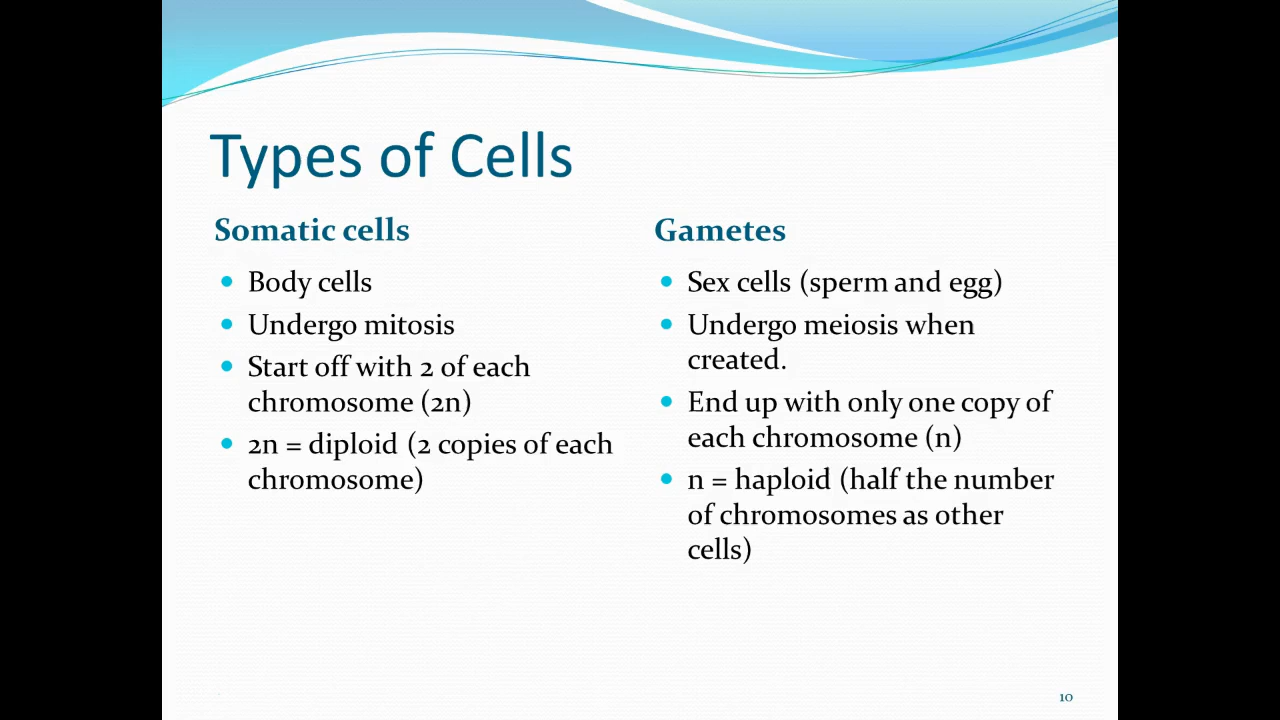 Types of Cells
Somatic cells
Body cells
Undergo mitosis
Start off with 2 of each
chromosome (2n)
2n = diploid (2 copies of each
chromosome)
Gametes
Sex cells (sperm and egg)
Undergo meiosis when
created.
End up with only one copy of
each chromosome (n)
n = haploid (half the number
of chromosomes as other
cells)
10